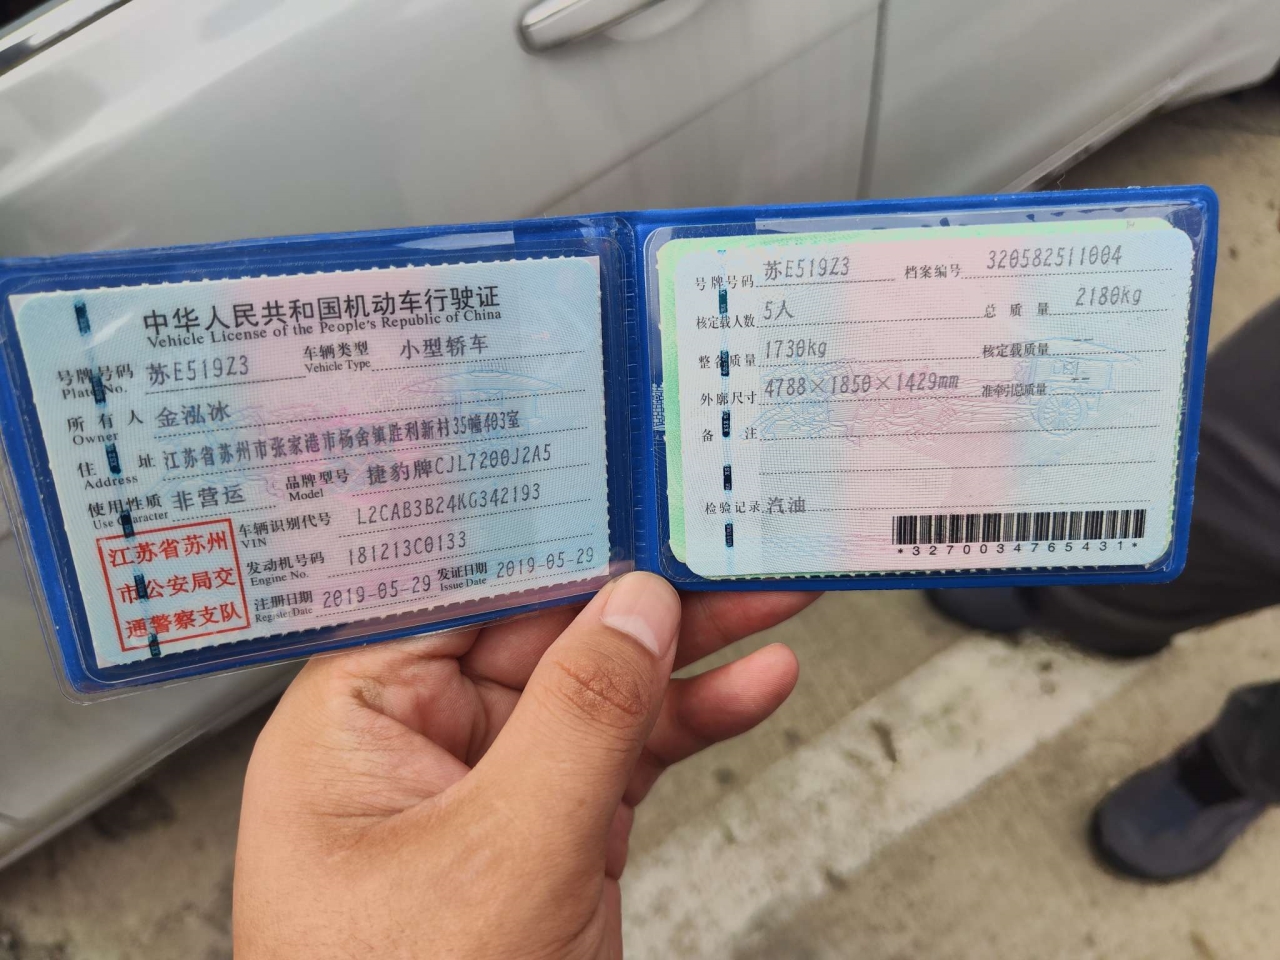 中华人民共和国机动车行驶证
Vehicle License of the People's Republic of China
号牌号码 苏E519Z3 车辆类型 小型轿车
Plate No. Vehicle Type
所有人 金泓冰
Owner
住址 江苏省苏州市张家港市杨舍镇胜利新村35幢403室
Address
使用性质 非营运 品牌型号 捷豹牌CJL7200J2A5
Use Character Model
江苏省苏州
市公安局交
通警察支队
车辆识别代号 L2CAB3B24KG342193
VIN
发动机号码 181213C0133
Engine No.
注册日期 2019-05-29 发证日期 2019-05-29
Register Date Issue Date
号牌号码 苏E519Z3 档案编号 320582511004
核定载人数 5人 总质量 2180kg
整备质量 1730kg 核定载质量 --
外廓尺寸 4788×1850×1429mm 准牵引总质量 --
备注
检验记录 汽油
*3270034765431*